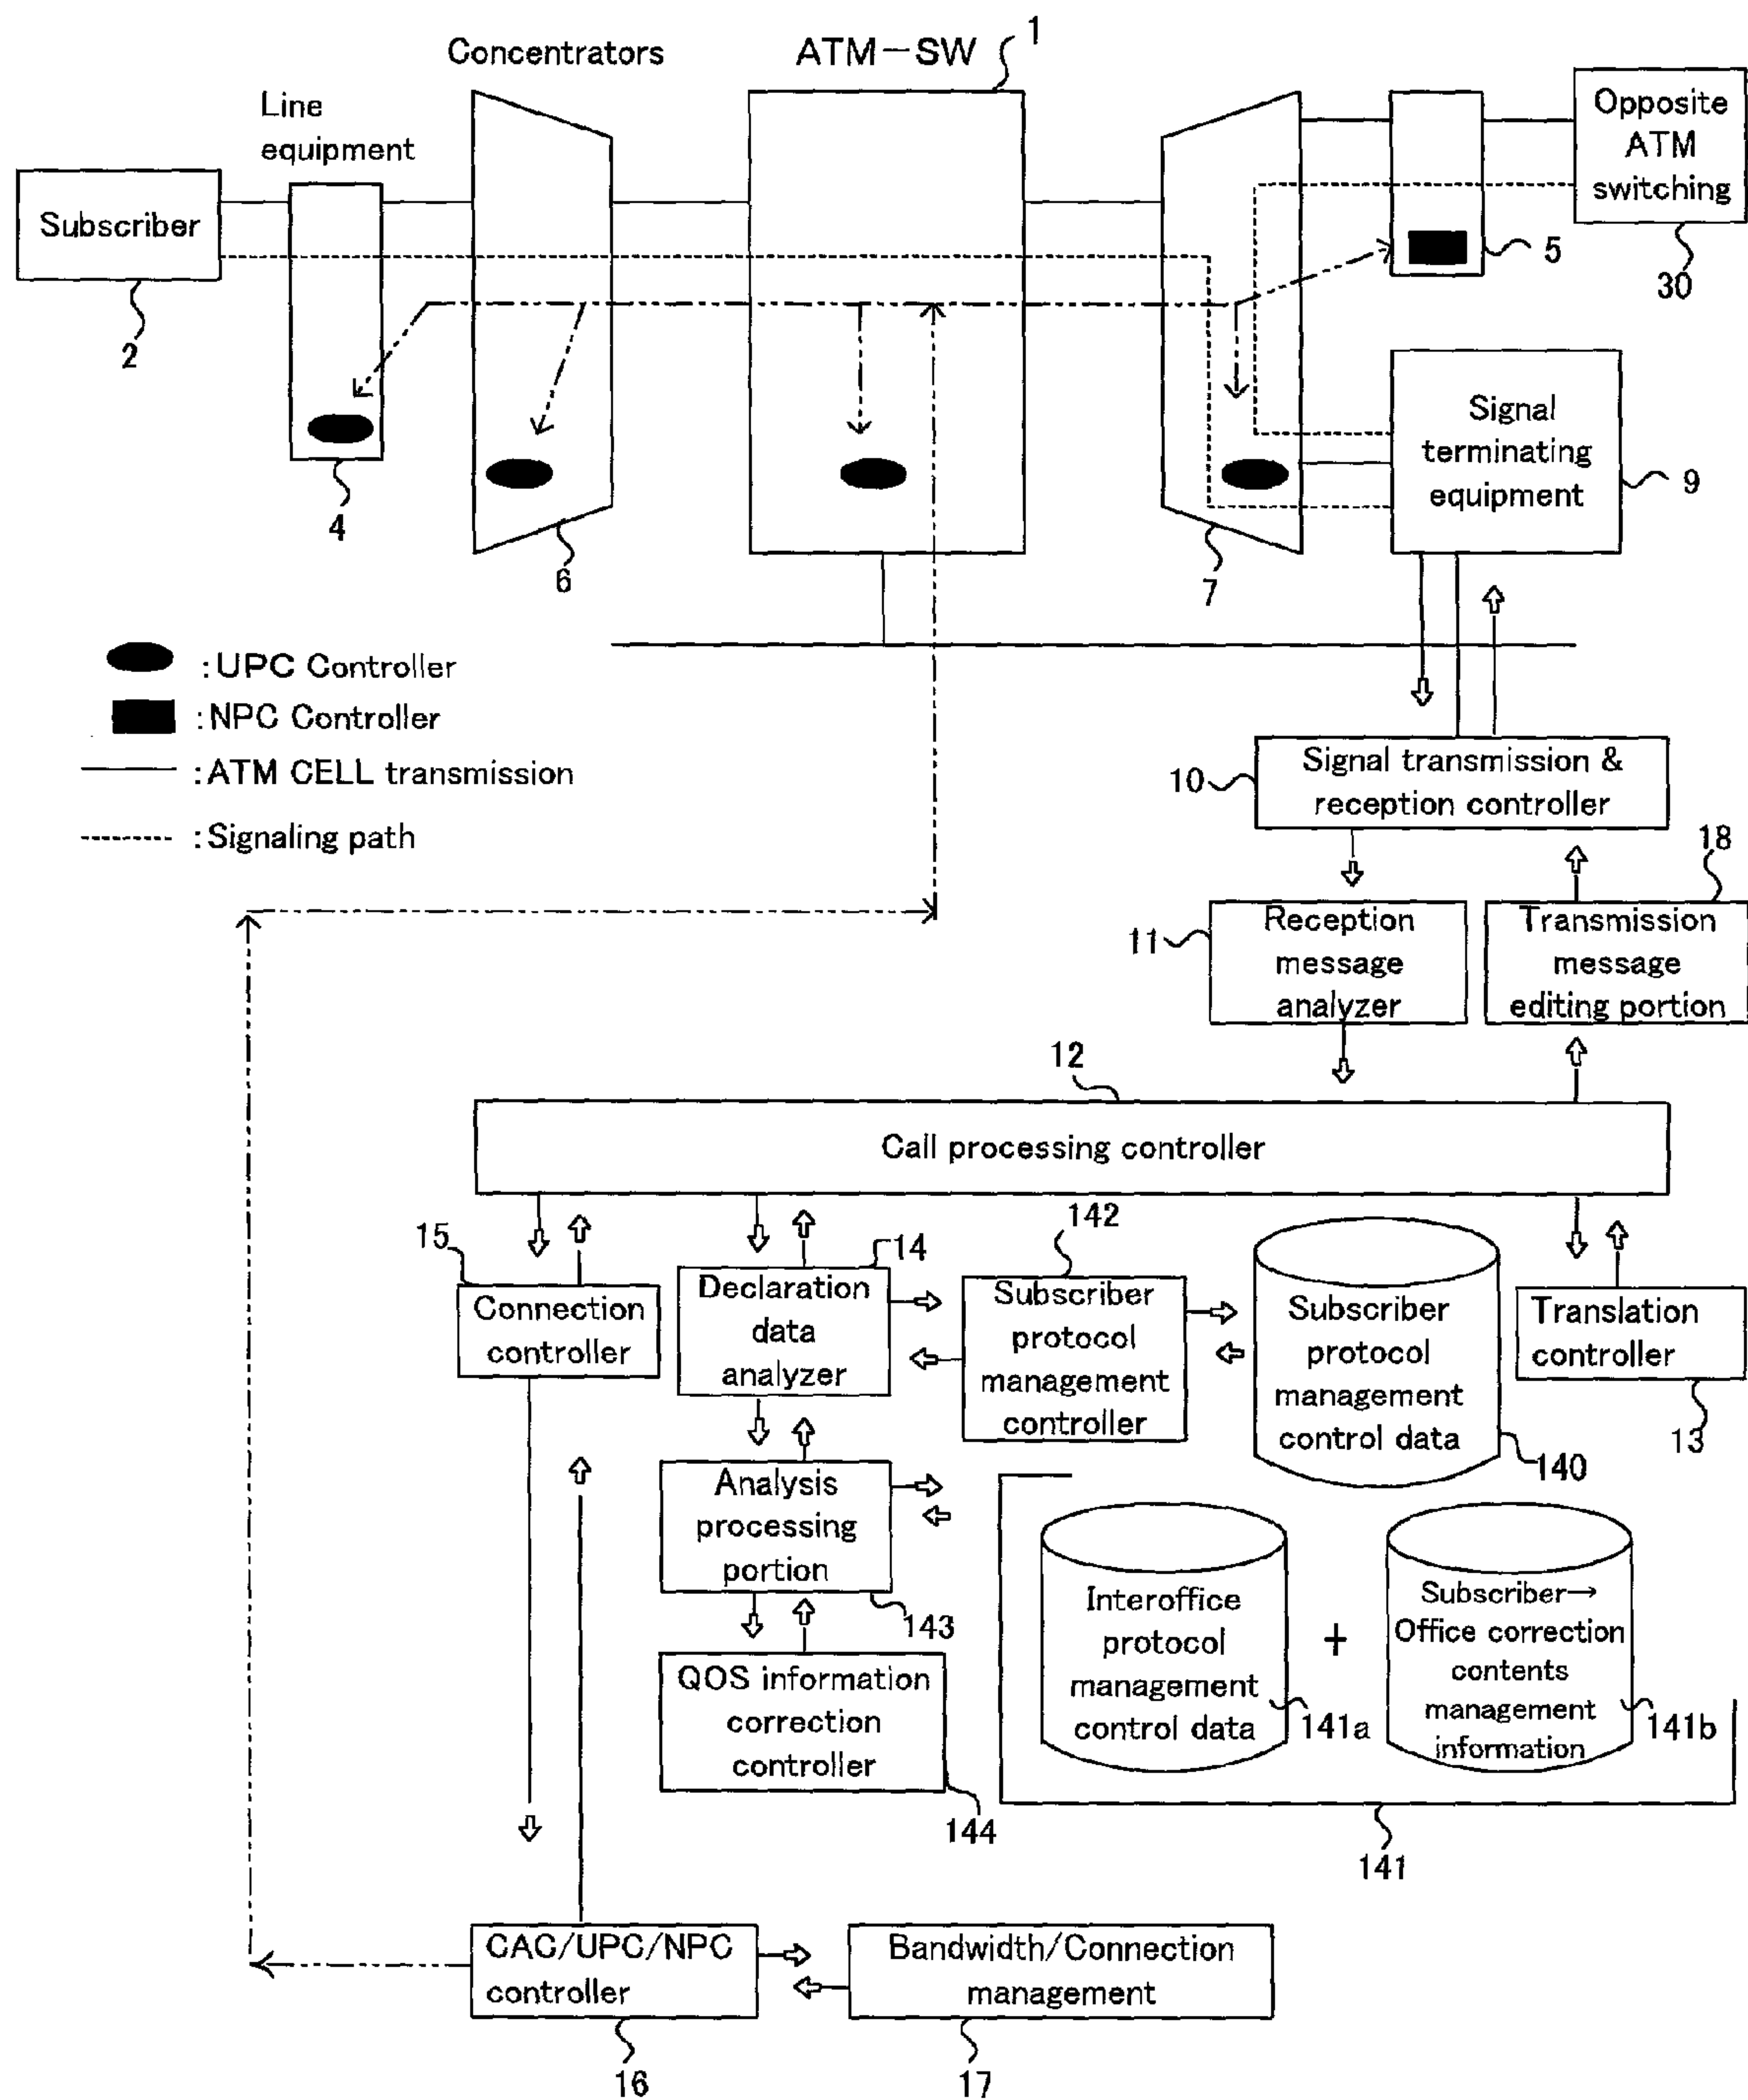 Concentrators
ATM-SW
1
Line
equipment
Opposite
ATM
switching
Subscriber
2
4
6
7
5
30
Signal
terminating
equipment
9
:UPC Controller
:NPC Controller
:ATM CELL transmission
:Signaling path
10
Signal transmission &
reception controller
18
11
Reception
message
analyzer
Transmission
message
editing portion
12
Call processing controller
15
Connection
controller
14
Declaration
data
analyzer
142
Subscriber
protocol
management
controller
Subscriber
protocol
management
control data
140
Translation
controller
13
Analysis
processing
portion
143
QOS information
correction
controller
144
Interoffice
protocol
management
control data
141a
+
Subscriber→
Office correction
contents
management
information
141b
141
CAC/UPC/NPC
controller
16
Bandwidth/Connection
management
17